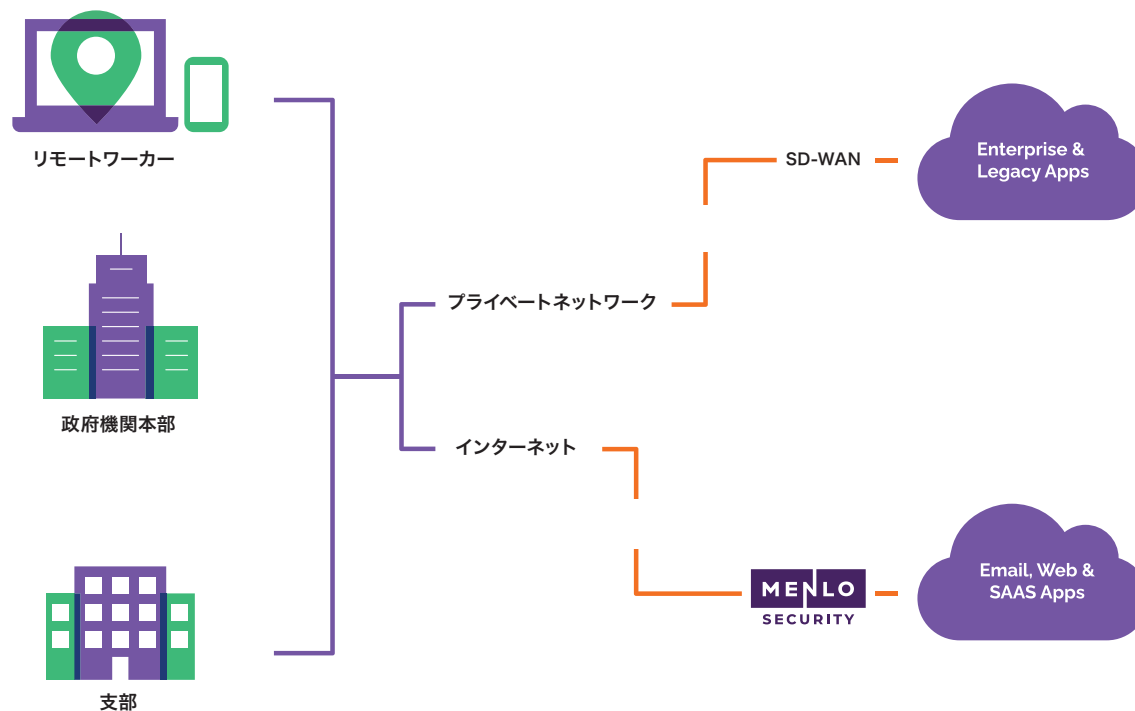 リモートワーカー
SD-WAN
Enterprise &
Legacy Apps
プライベートネットワーク
政府機関本部
インターネット
MENLO
SECURITY
Email, Web &
SAAS Apps
支部